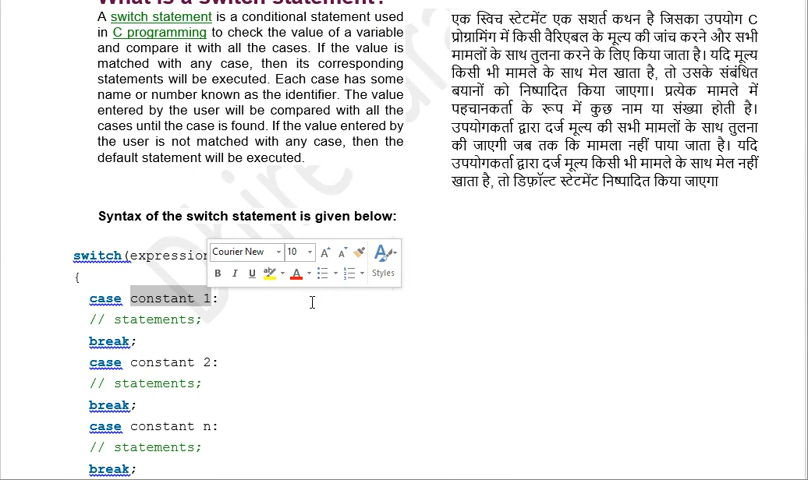 What is a Switch Statement?
A switch statement is a conditional statement used
in C programming to check the value of a variable
and compare it with all the cases. If the value is
matched with any case, then its corresponding
statements will be executed. Each case has some
name or number known as the identifier. The value
entered by the user will be compared with all the
cases until the case is found. If the value entered by
the user is not matched with any case, then the
default statement will be executed.
एक स्विच स्टेटमेंट एक सशर्त कथन है जिसका उपयोग C
प्रोग्रामिंग में किसी वैरिएबल के मूल्य की जांच करने और सभी
मामलों के साथ तुलना करने के लिए किया जाता है। यदि मूल्य
किसी भी मामले के साथ मेल खाता है, तो उसके संबंधित
बयानों को निष्पादित किया जाएगा। प्रत्येक मामले में
पहचानकर्ता के रूप में कुछ नाम या संख्या होती है।
उपयोगकर्ता द्वारा दर्ज मूल्य की सभी मामलों के साथ तुलना
की जाएगी जब तक कि मामला नहीं पाया जाता है। यदि
उपयोगकर्ता द्वारा दर्ज मूल्य किसी भी मामले के साथ मेल नहीं
खाता है, तो डिफ़ॉल्ट स्टेटमेंट निष्पादित किया जाएगा
Syntax of the switch statement is given below:
switch(expression
Courier New 10
B I U Styles
{
case constant 1:
// statements;
break;
case constant 2:
// statements;
break;
case constant n:
// statements;
break;